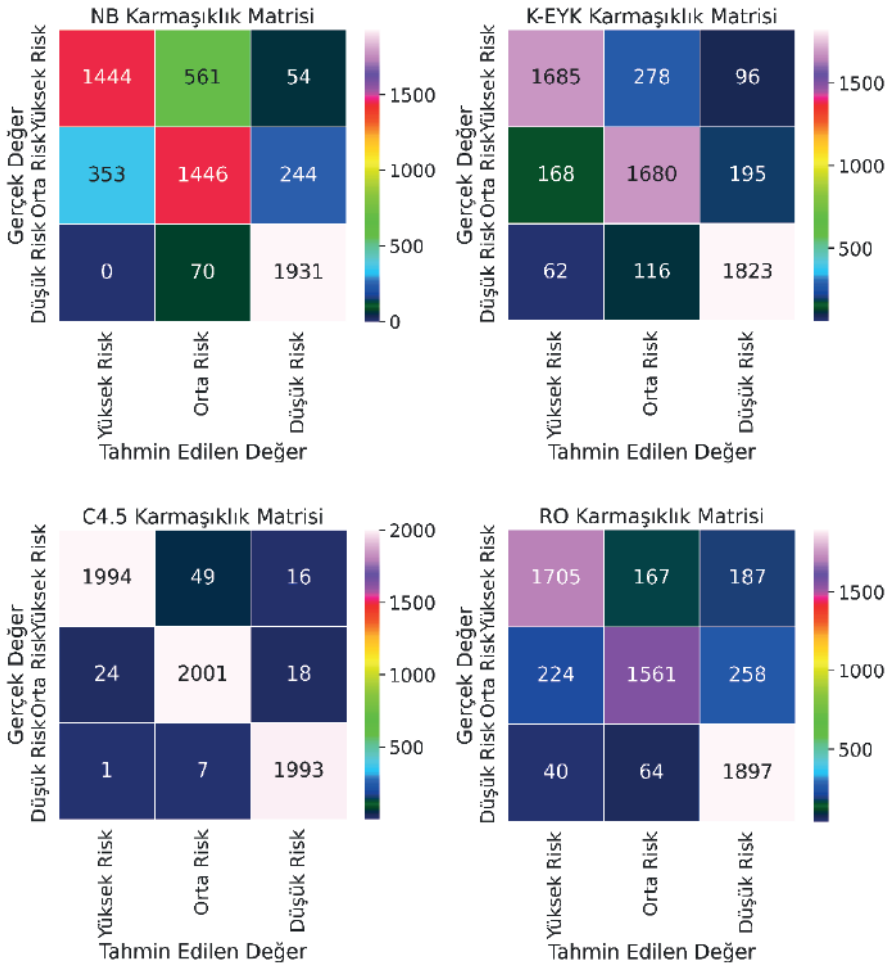 NB Karmaşıklık Matrisi
Gerçek Değer
Yüksek Risk
Orta Risk
Düşük Risk
1444 561 54
353 1446 244
0 70 1931
1500
1000
500
0
Yüksek Risk
Orta Risk
Düşük Risk
Tahmin Edilen Değer
K-EYK Karmaşıklık Matrisi
Gerçek Değer
Yüksek Risk
Orta Risk
Düşük Risk
1685 278 96
168 1680 195
62 116 1823
1500
1000
500
Yüksek Risk
Orta Risk
Düşük Risk
Tahmin Edilen Değer
C4.5 Karmaşıklık Matrisi
Gerçek Değer
Yüksek Risk
Orta Risk
Düşük Risk
1994 49 16
24 2001 18
1 7 1993
2000
1500
1000
500
Yüksek Risk
Orta Risk
Düşük Risk
Tahmin Edilen Değer
RO Karmaşıklık Matrisi
Gerçek Değer
Yüksek Risk
Orta Risk
Düşük Risk
1705 167 187
224 1561 258
40 64 1897
1500
1000
500
Yüksek Risk
Orta Risk
Düşük Risk
Tahmin Edilen Değer